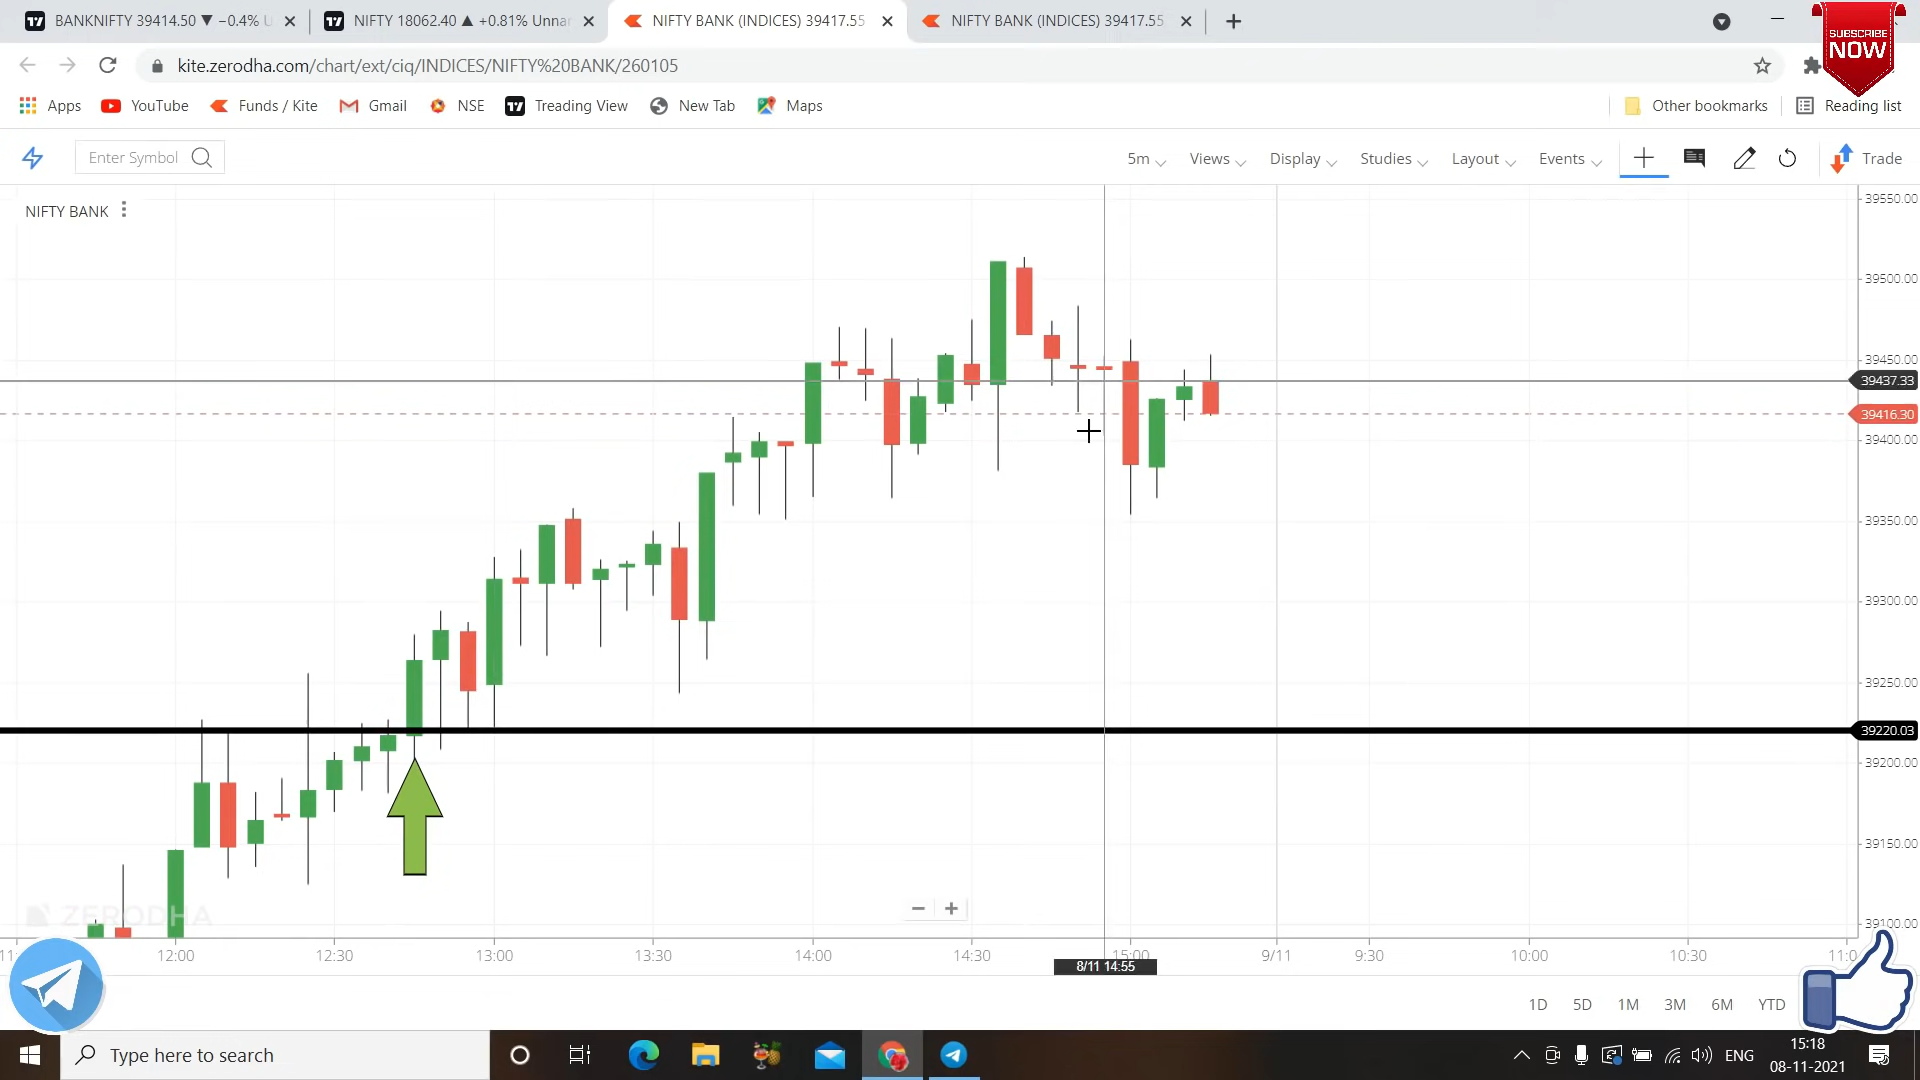 BANKNIFTY 39414.50 ▼ −0.4% U
NIFTY 18062.40 ▲ +0.81% Unnar
NIFTY BANK (INDICES) 39417.55
NIFTY BANK (INDICES) 39417.55
SUBSCRIBE
NOW
kite.zerodha.com/chart/ext/ciq/INDICES/NIFTY%20BANK/260105
Apps
YouTube
Funds / Kite
Gmail
NSE
Treading View
New Tab
Maps
Other bookmarks
Reading list
Enter Symbol
5m
Views
Display
Studies
Layout
Events
Trade
NIFTY BANK
39550.00
39500.00
39450.00
39437.33
39416.30
39400.00
39350.00
39300.00
39250.00
39220.03
39200.00
39150.00
39100.00
ZERODHA
12:00
12:30
13:00
13:30
14:00
14:30
15:00
9/11
9:30
10:00
10:30
11:0
8/11 14:55
1D
5D
1M
3M
6M
YTD
Type here to search
ENG
15:18
08-11-2021